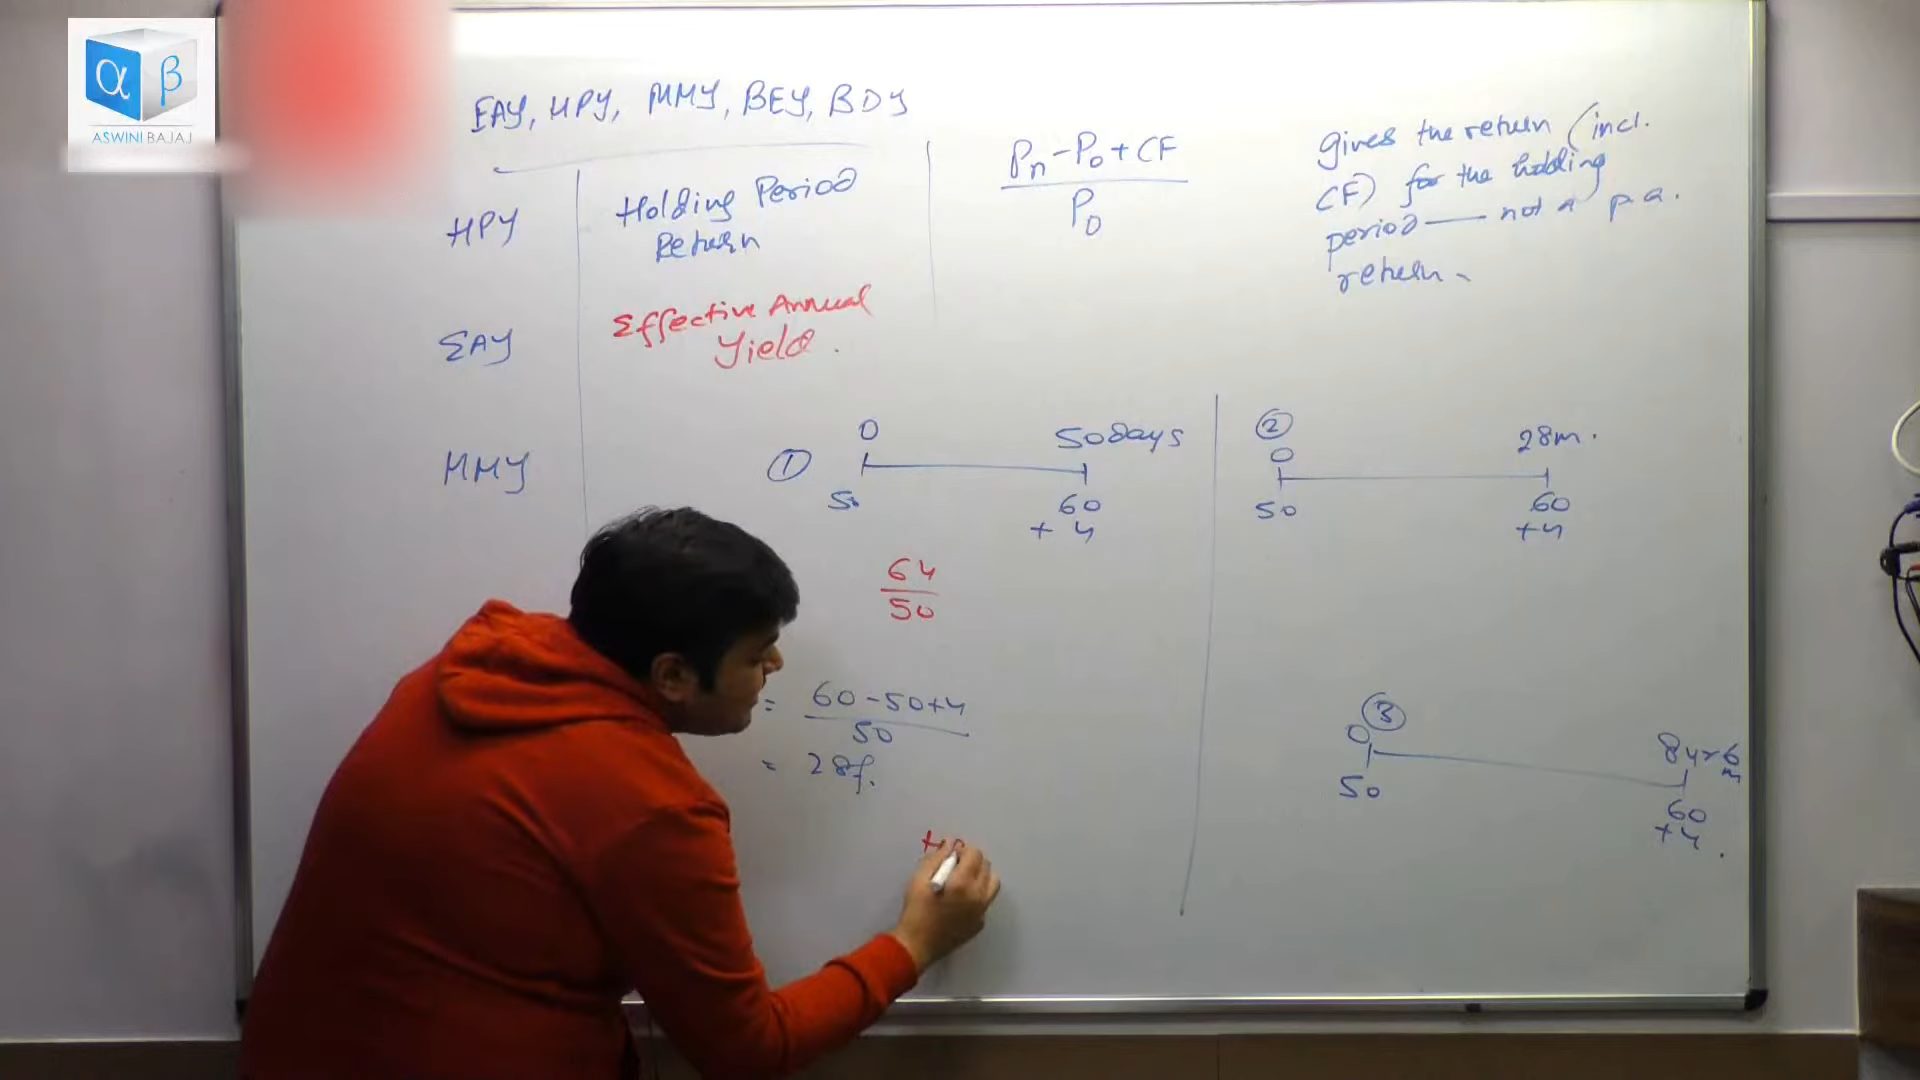 α β
ASWINI BAJAJ
EAY, HPY, MMY, BEY, BDY
HPY
Holding Period
Return
Pn - P0 + CF
P0
Gives the return (incl.
CF) for the holding
period — not a p.a.
return
EAY
Effective Annual
Yield.
MMY
①
0
50days
50
60
+ 4
②
0
28m.
50
60
+4
64
50
= 60-50+4
50
= 28%.
③
0
8yr6
m
50
60
+4